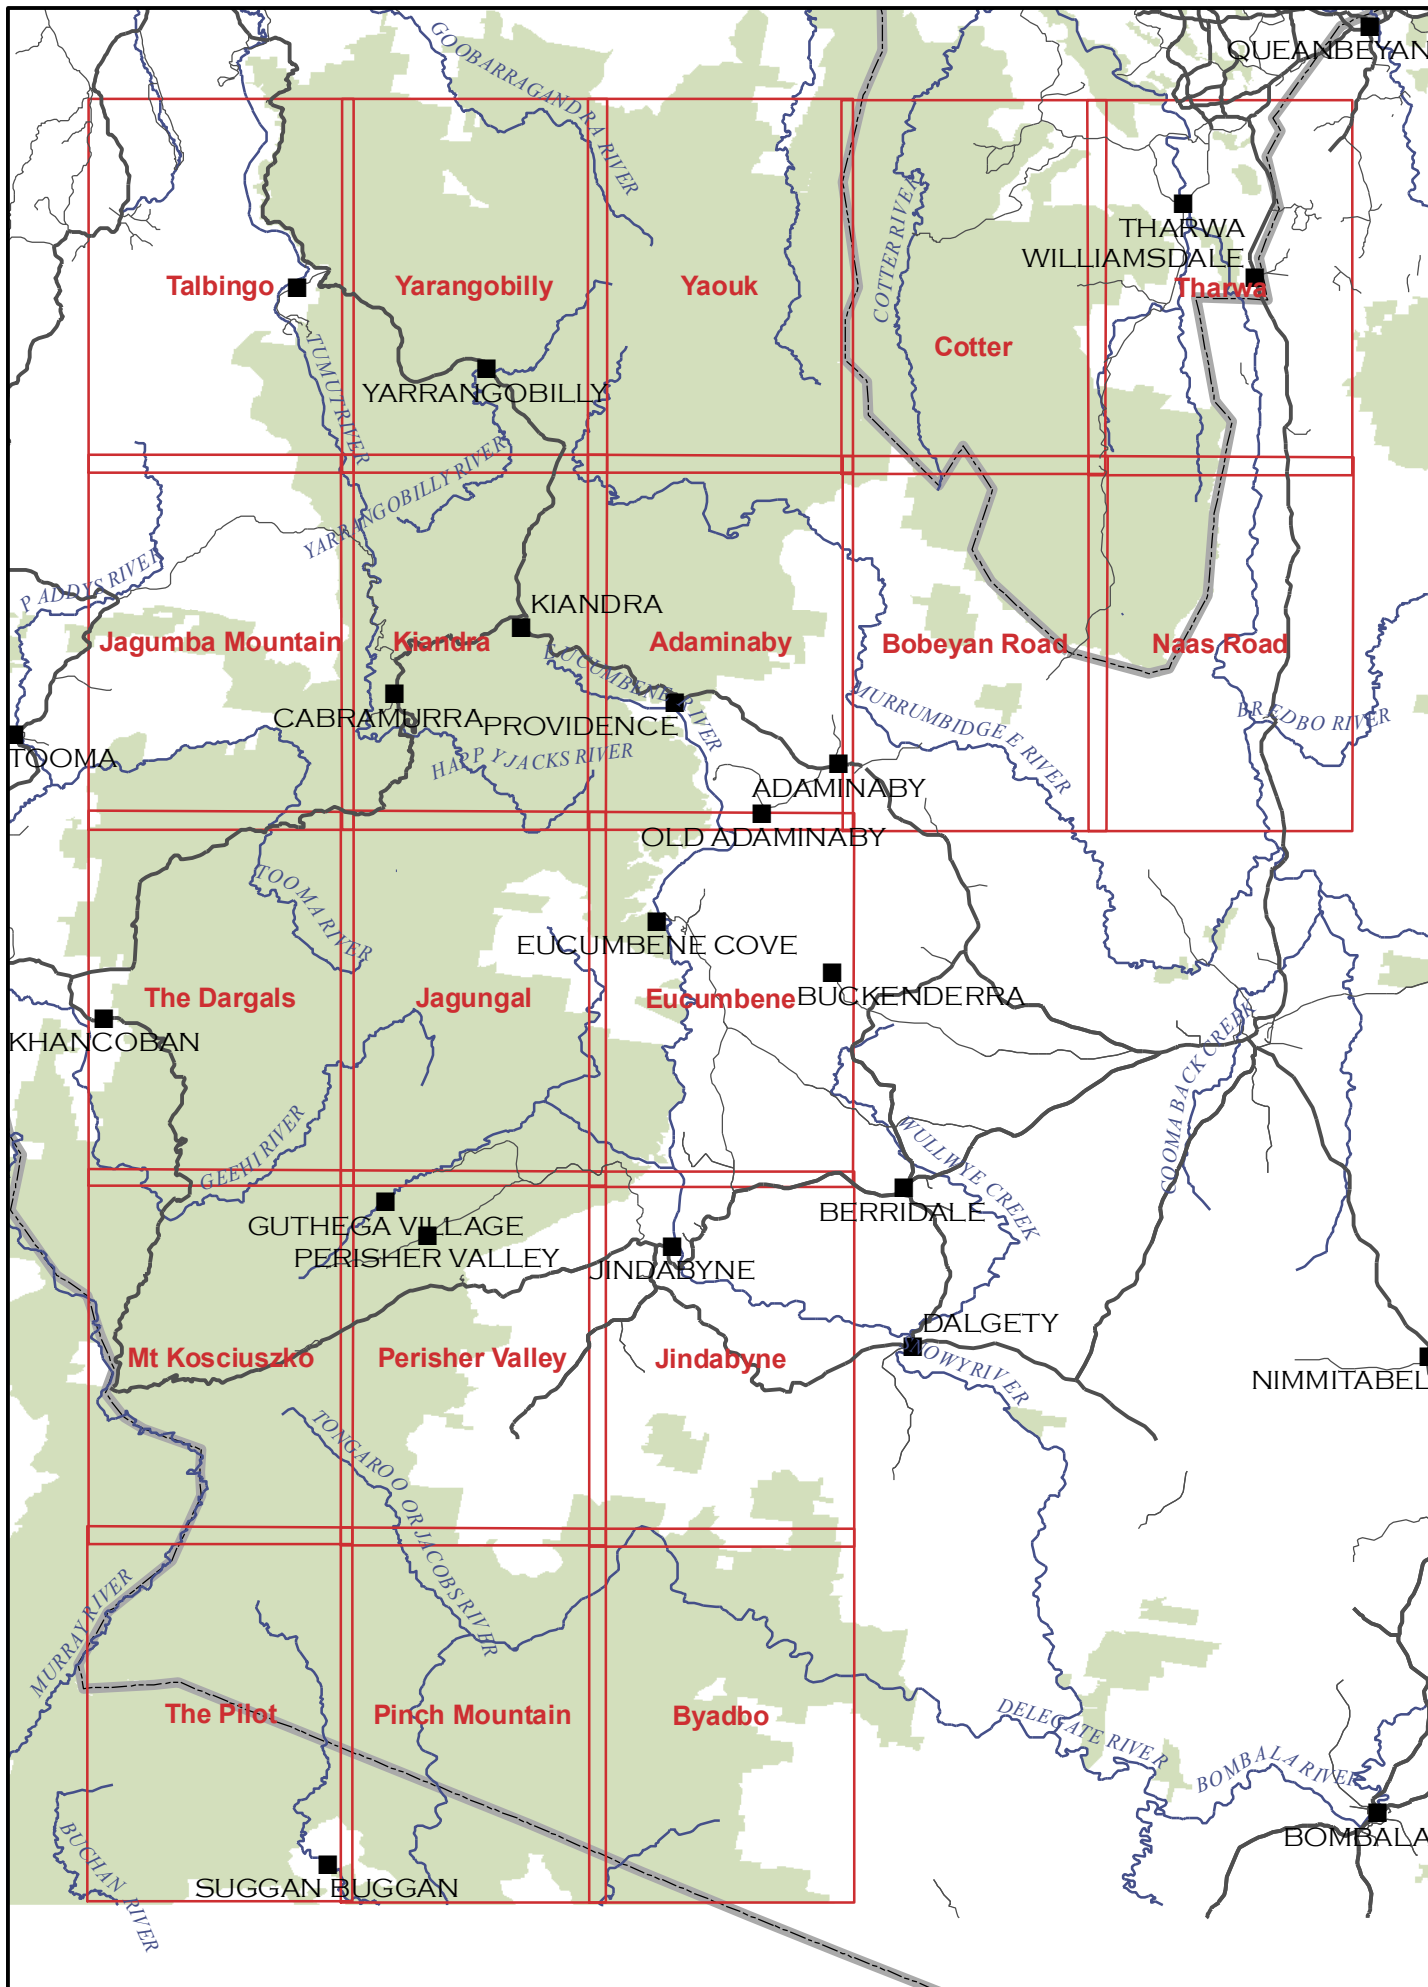 GOOBARRAGANDRA RIVER
QUEANBEYAN
COTTER RIVER
THARWA
WILLIAMSDALE
Talbingo
Yarangobilly
Yaouk
Tharwa
Cotter
TUMUT RIVER
YARRANGOBILLY
YARRANGOBILLY RIVER
PADDYS RIVER
KIANDRA
Jagumba Mountain
Kiandra
Adaminaby
Bobeyan Road
Naas Road
EUCUMBENE RIVER
CABRAMURRA
PROVIDENCE
MURRUMBIDGEE RIVER
BREDBO RIVER
TOOMA
HAPPY JACKS RIVER
ADAMINABY
OLD ADAMINABY
TOOMA RIVER
EUCUMBENE COVE
The Dargals
Jagungal
Eucumbene
BUCKENDERRA
KHANCOBAN
COOMA BACK CREEK
GEEHI RIVER
WULLWYE CREEK
GUTHEGA VILLAGE
BERRIDALE
PERISHER VALLEY
JINDABYNE
DALGETY
Mt Kosciuszko
Perisher Valley
Jindabyne
NOWY RIVER
NIMMITABEL
TONGAROO OR JACOBS RIVER
MURRAY RIVER
The Pilot
Pinch Mountain
Byadbo
DELEGATE RIVER
BOMBALA RIVER
BOMBALA
BUCHAN RIVER
SUGGAN BUGGAN